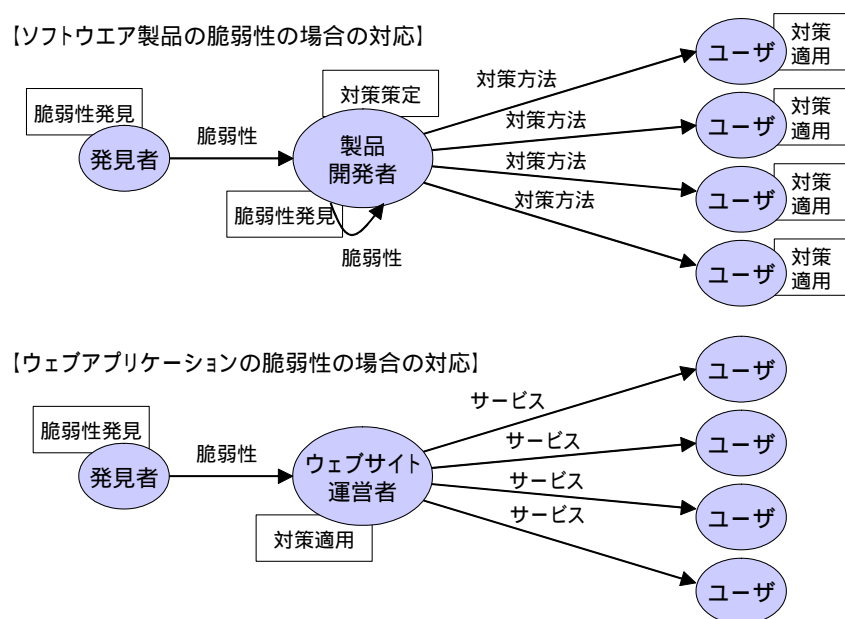 【ソフトウエア製品の脆弱性の場合の対応】
ユーザ
対策
適用
対策方法
対策策定
脆弱性発見
発見者
脆弱性
製品
開発者
対策方法
ユーザ
対策
適用
対策方法
ユーザ
対策
適用
脆弱性発見
脆弱性
対策方法
ユーザ
対策
適用
【ウェブアプリケーションの脆弱性の場合の対応】
ユーザ
サービス
脆弱性発見
発見者
脆弱性
ウェブサイト
運営者
サービス
ユーザ
サービス
ユーザ
サービス
対策適用
ユーザ